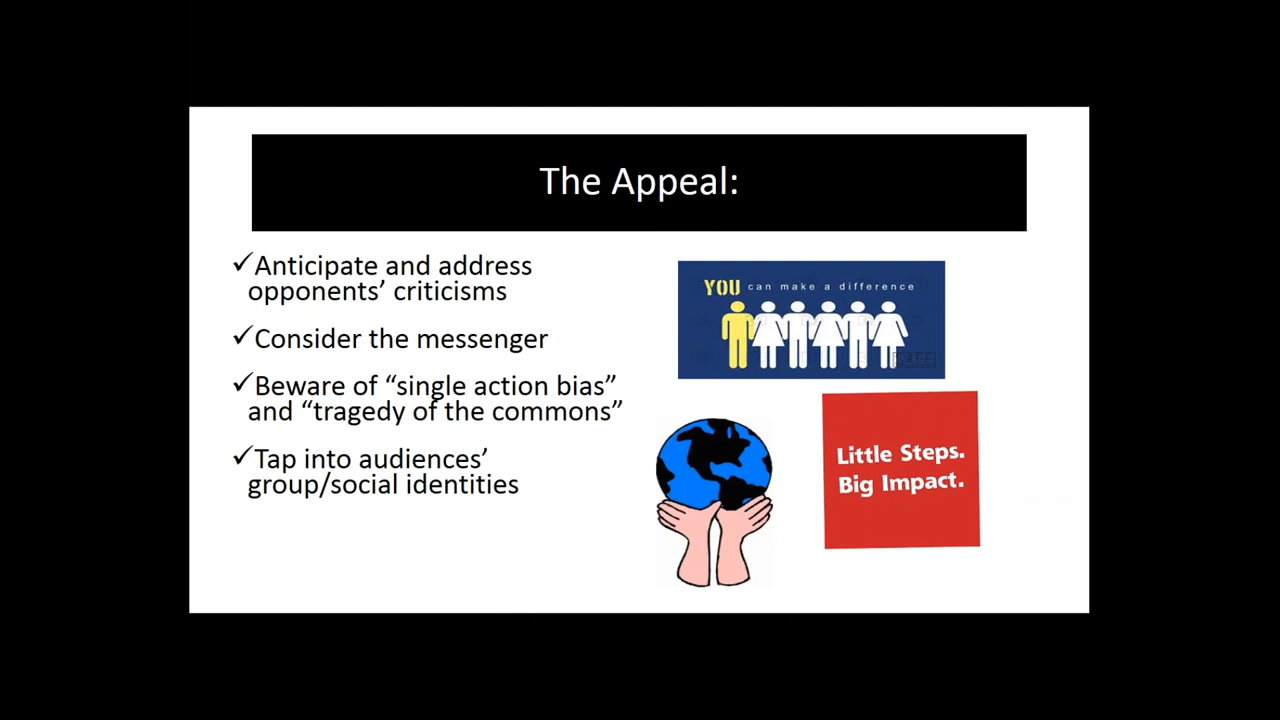 The Appeal:
✓Anticipate and address
opponents’ criticisms
✓Consider the messenger
✓Beware of “single action bias”
and “tragedy of the commons”
✓Tap into audiences’
group/social identities
YOU can make a difference
Little Steps.
Big Impact.